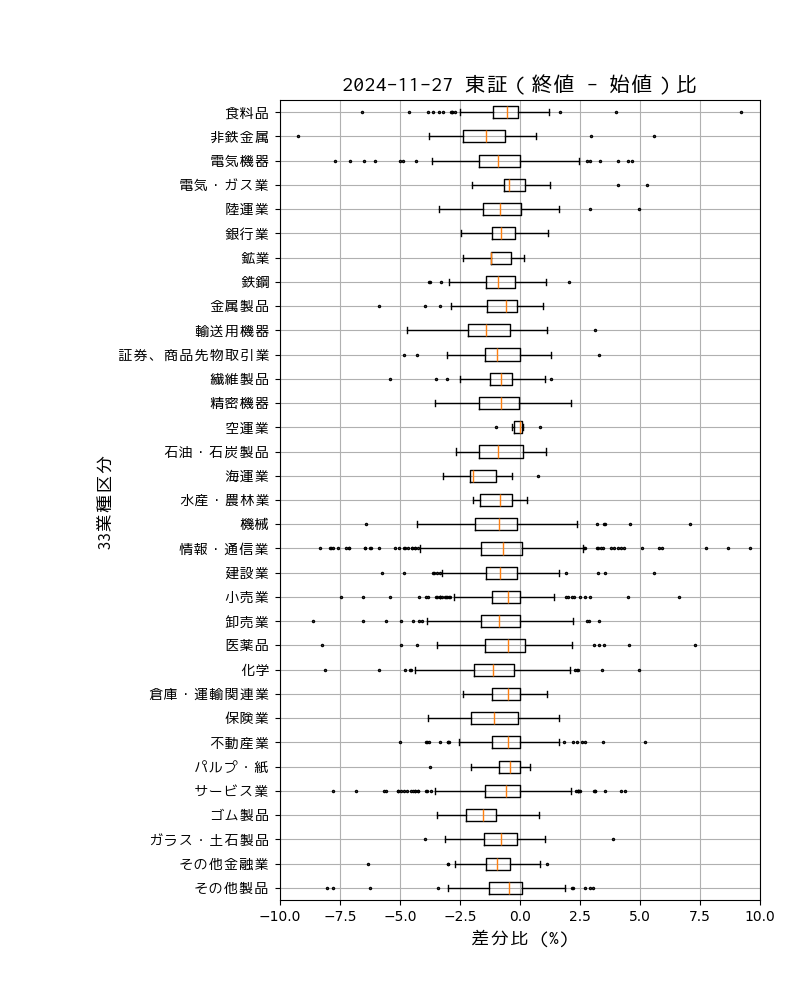 2024-11-27 東証 ( 終値 - 始値 ) 比
食料品
非鉄金属
電気機器
電気・ガス業
陸運業
銀行業
鉱業
鉄鋼
金属製品
輸送用機器
証券、商品先物取引業
繊維製品
精密機器
空運業
石油・石炭製品
海運業
水産・農林業
機械
情報・通信業
建設業
小売業
卸売業
医薬品
化学
倉庫・運輸関連業
保険業
不動産業
パルプ・紙
サービス業
ゴム製品
ガラス・土石製品
その他金融業
その他製品
33業種区分
−10.0 −7.5 −5.0 −2.5 0.0 2.5 5.0 7.5 10.0
差分比 (%)